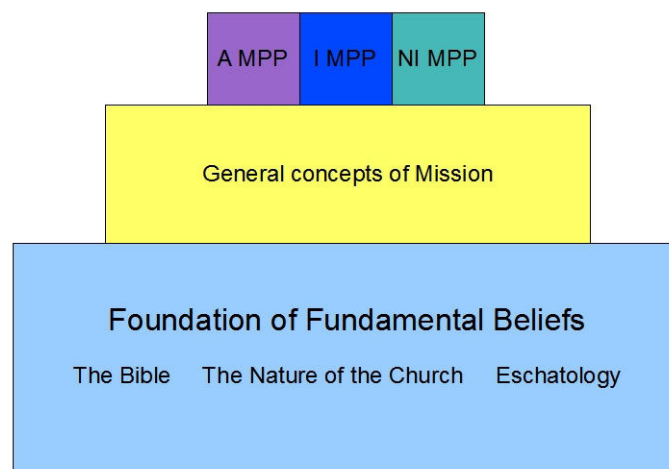 A MPP I MPP NI MPP
General concepts of Mission
Foundation of Fundamental Beliefs
The Bible The Nature of the Church Eschatology